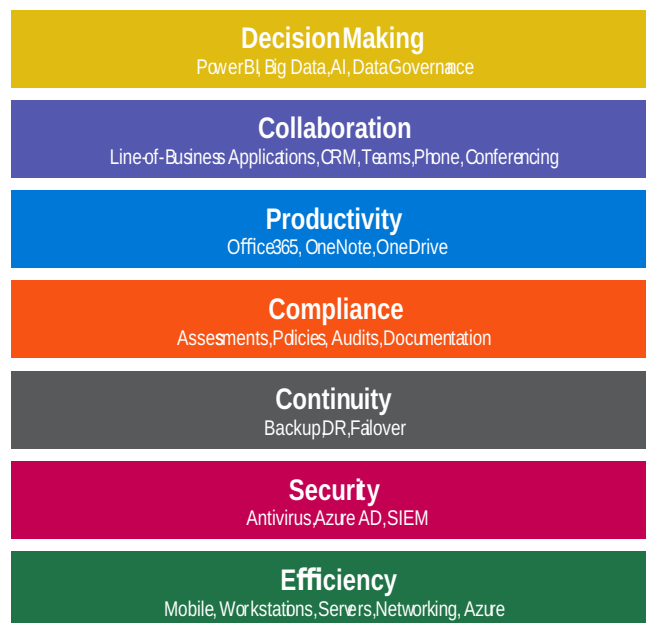 Decision Making
Power BI, Big Data, AI, Data Governance
Collaboration
Line-of-Business Applications, CRM, Teams, Phone, Conferencing
Productivity
Office365, OneNote, OneDrive
Compliance
Assesments, Policies, Audits, Documentation
Continuity
Backup, DR, Failover
Security
Antivirus, Azure AD, SIEM
Efficiency
Mobile, Workstations, Servers, Networking, Azure